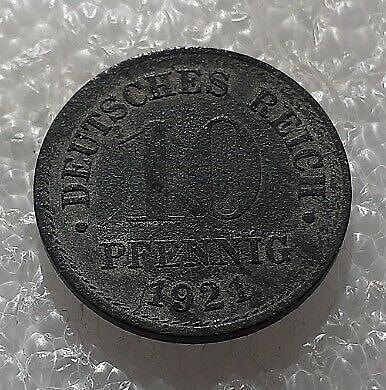 • DEUTSCHES REICH •
10
PFENNIG
1921